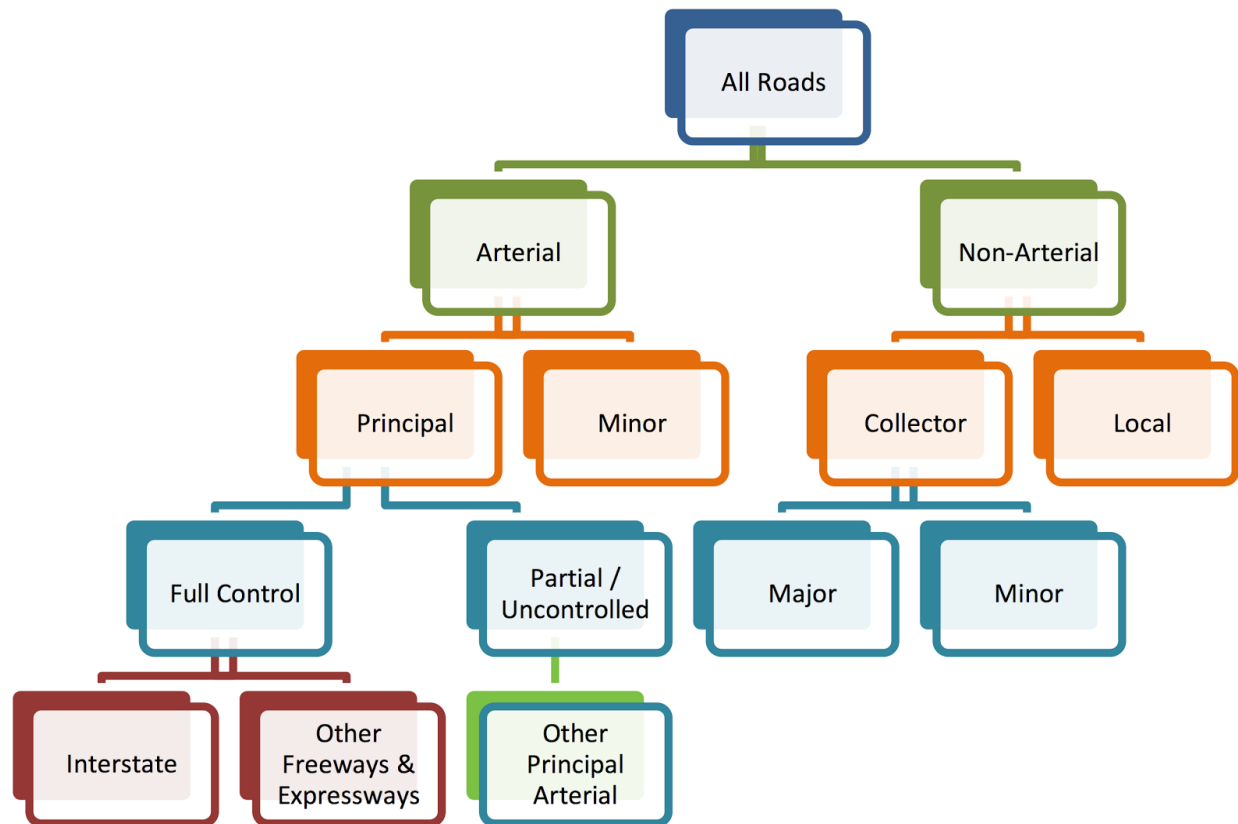 All Roads
Arterial
Non-Arterial
Principal
Minor
Collector
Local
Full Control
Partial /
Uncontrolled
Major
Minor
Interstate
Other
Freeways &
Expressways
Other
Principal
Arterial